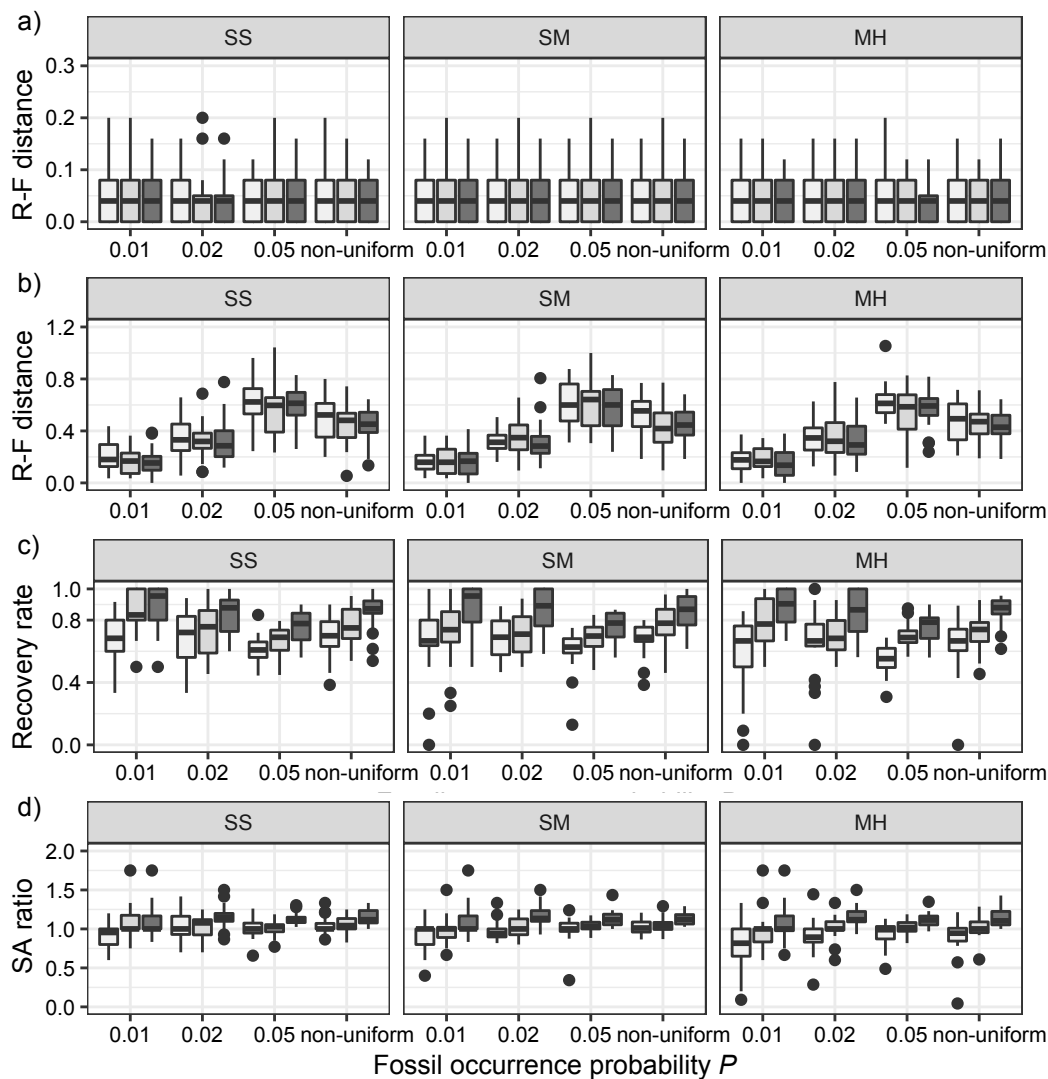 a)
SS SM MH
R-F distance
0.3
0.2
0.1
0.0
0.01 0.02 0.05 non-uniform 0.01 0.02 0.05 non-uniform 0.01 0.02 0.05 non-uniform
b)
SS SM MH
R-F distance
1.2
0.8
0.4
0.0
0.01 0.02 0.05 non-uniform 0.01 0.02 0.05 non-uniform 0.01 0.02 0.05 non-uniform
c)
SS SM MH
Recovery rate
1.0
0.8
0.4
0.0
0.01 0.02 0.05 non-uniform 0.01 0.02 0.05 non-uniform 0.01 0.02 0.05 non-uniform
d)
SS SM MH
SA ratio
2.0
1.5
1.0
0.5
0.0
0.01 0.02 0.05 non-uniform 0.01 0.02 0.05 non-uniform 0.01 0.02 0.05 non-uniform
Fossil occurrence probability P